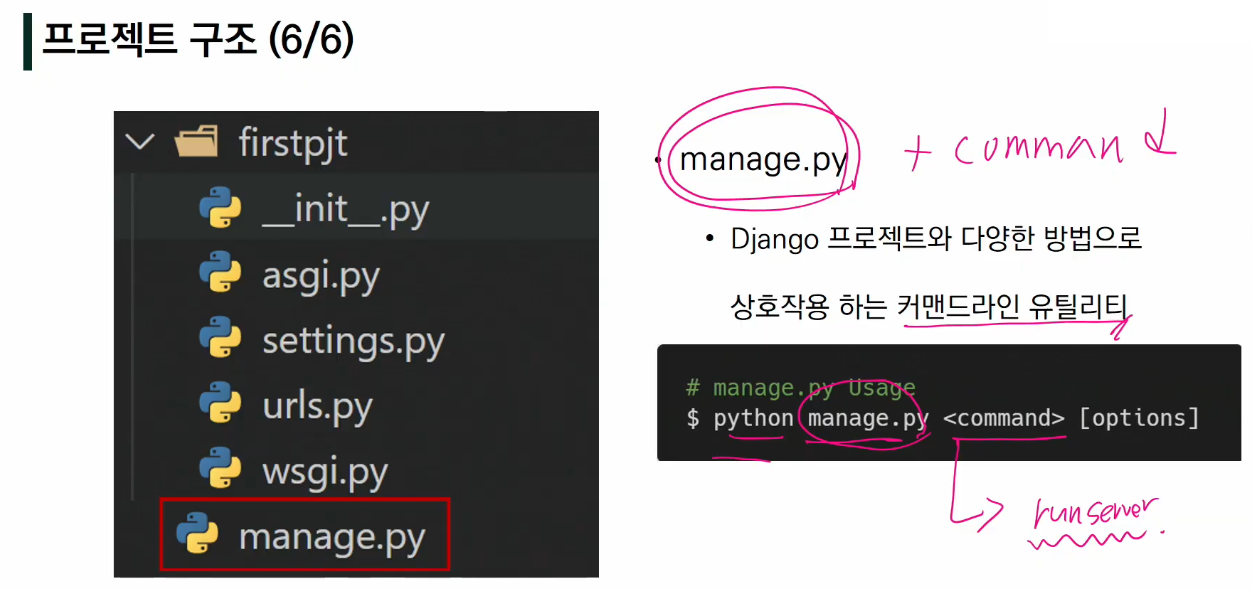 프로젝트 구조 (6/6)
firstpjt
__init__.py
asgi.py
settings.py
urls.py
wsgi.py
manage.py
• manage.py + command
• Django 프로젝트와 다양한 방법으로
상호작용 하는 커맨드라인 유틸리티
# manage.py Usage
$ python manage.py <command> [options]
runserver.